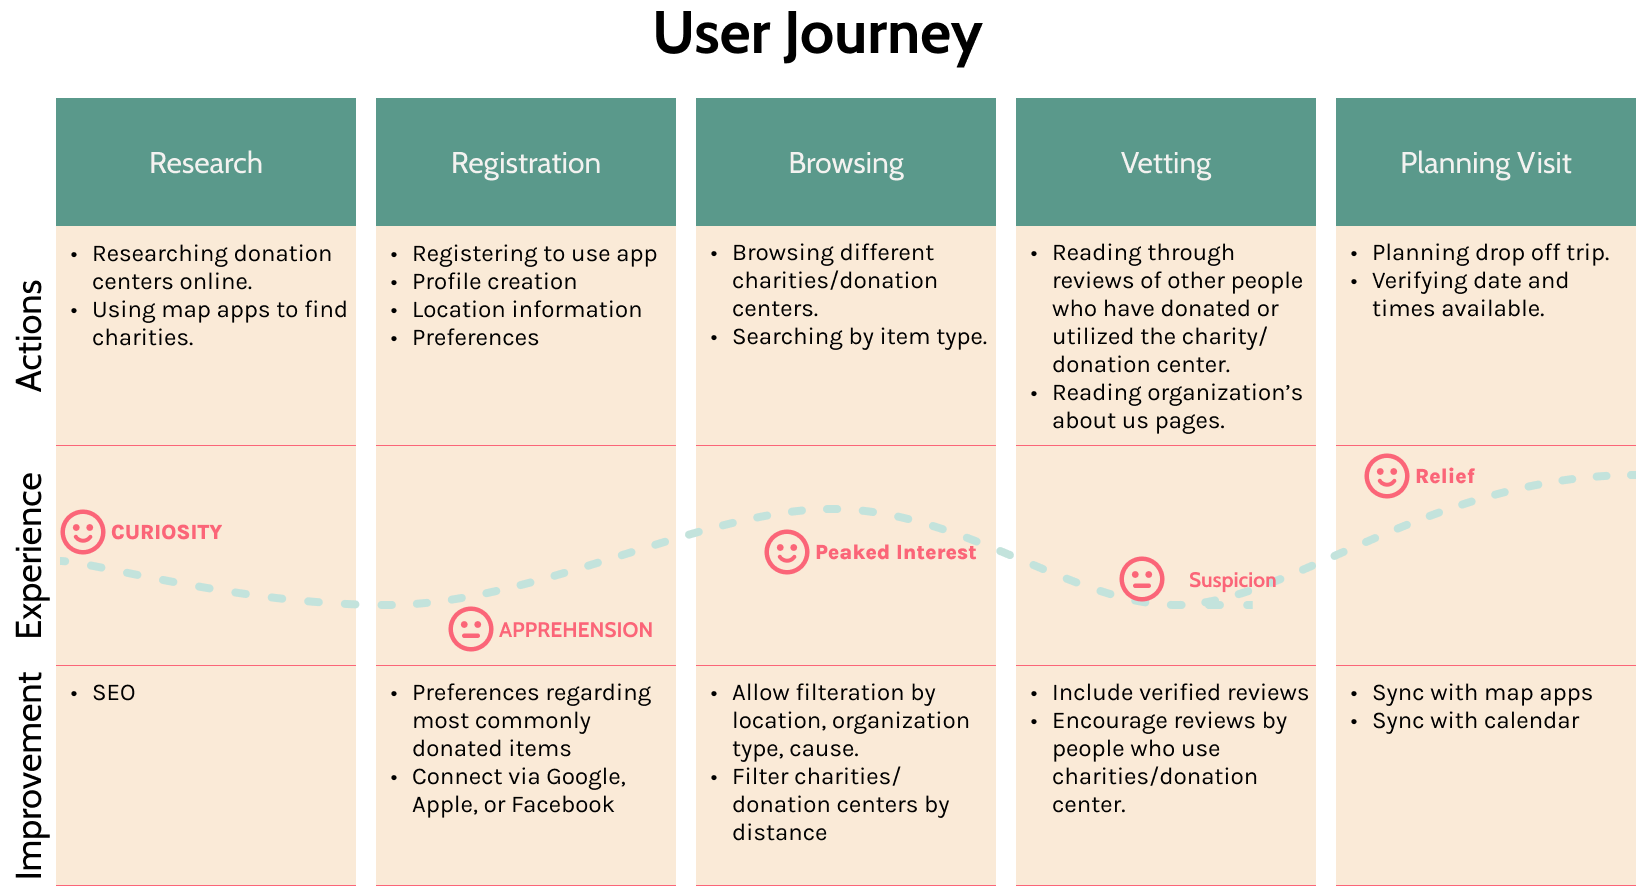 User Journey
Research
Registration
Browsing
Vetting
Planning Visit
Actions
• Researching donation
centers online.
• Using map apps to find
charities.
• Registering to use app
• Profile creation
• Location information
• Preferences
• Browsing different
charities/donation
centers.
• Searching by item type.
• Reading through
reviews of other people
who have donated or
utilized the charity/
donation center.
• Reading organization’s
about us pages.
• Planning drop off trip.
• Verifying date and
times available.
Experience
CURIOSITY
APPREHENSION
Peaked Interest
Suspicion
Relief
Improvement
• SEO
• Preferences regarding
most commonly
donated items
• Connect via Google,
Apple, or Facebook
• Allow filteration by
location, organization
type, cause.
• Filter charities/
donation centers by
distance
• Include verified reviews
• Encourage reviews by
people who use
charities/donation
center.
• Sync with map apps
• Sync with calendar